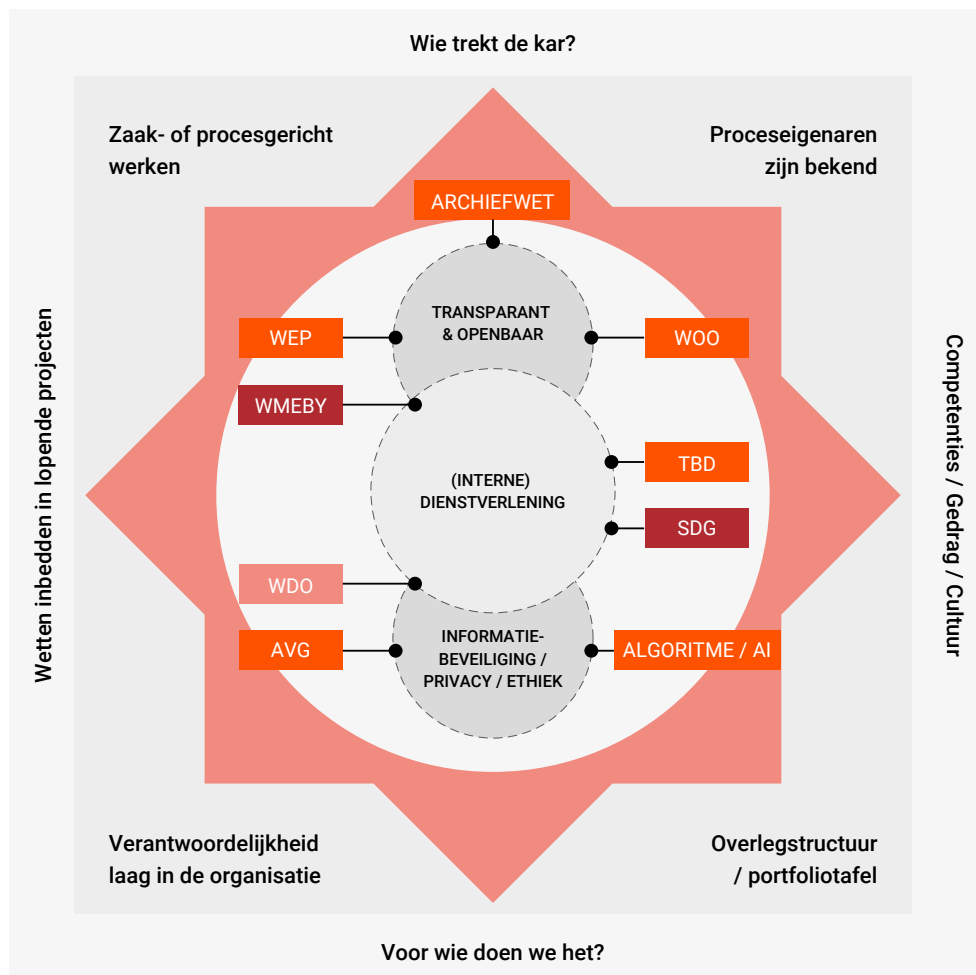 Wie trekt de kar?
Zaak- of procesgericht
werken
Proceseigenaren
zijn bekend
ARCHIEFWET
TRANSPARANT
& OPENBAAR
WEP
WOO
WMEBY
Wetten inbedden in lopende projecten
Competenties / Gedrag / Cultuur
(INTERNE)
DIENSTVERLENING
TBD
SDG
WDO
AVG
INFORMATIE-
BEVEILIGING /
PRIVACY / ETHIEK
ALGORITME / AI
Verantwoordelijkheid
laag in de organisatie
Overlegstructuur
/ portfoliotafel
Voor wie doen we het?